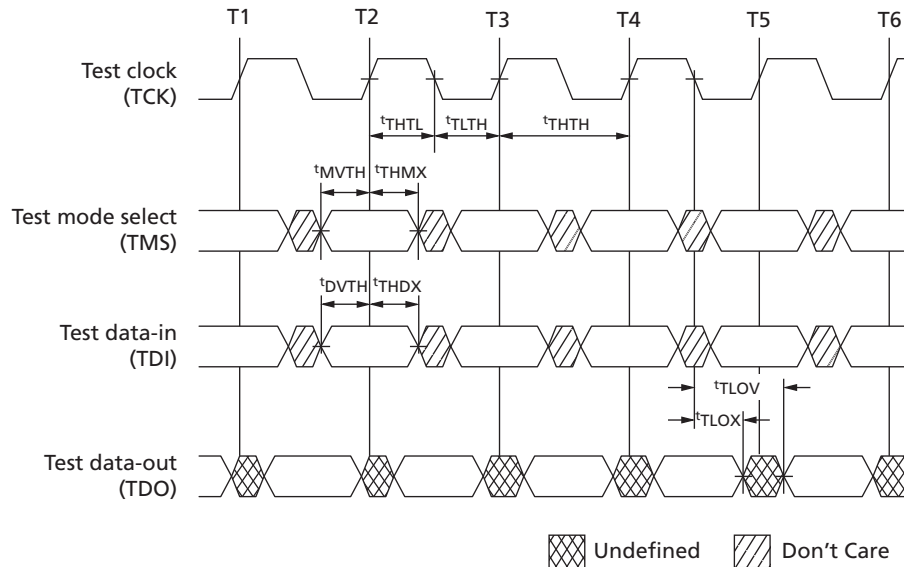 T1 T2 T3 T4 T5 T6
Test clock
(TCK)
tTHTL tTLTH tTHTH
tMVTH tTHMX
Test mode select
(TMS)
tDVTH tTHDX
Test data-in
(TDI)
tTLOV
tTLOX
Test data-out
(TDO)
Undefined Don't Care